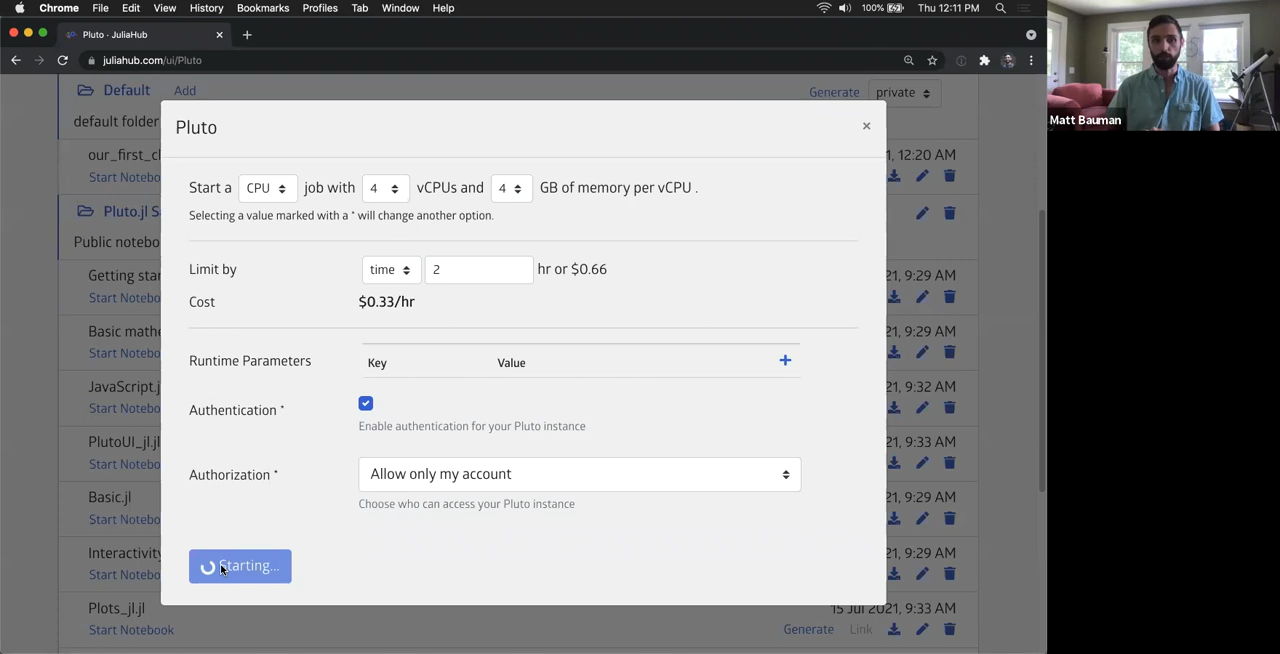 Chrome File Edit View History Bookmarks Profiles Tab Window Help 100% Thu 12:11 PM
Pluto · JuliaHub
juliahub.com/ui/Pluto
Default Add Generate private
default folder
Pluto
our_first_cl 1, 12:20 AM
Start Notebo
Start a CPU job with 4 vCPUs and 4 GB of memory per vCPU .
Selecting a value marked with a * will change another option.
Pluto.jl S
Public notebo
Limit by time 2 hr or $0.66
Getting star 21, 9:29 AM
Start Notebo
Cost $0.33/hr
Basic mathe 21, 9:29 AM
Start Notebo
Runtime Parameters Key Value
JavaScript.j 21, 9:32 AM
Start Notebo
Authentication *
Enable authentication for your Pluto instance
PlutoUI_jl.jl 21, 9:33 AM
Start Notebo
Authorization * Allow only my account
Choose who can access your Pluto instance
Basic.jl 21, 9:29 AM
Start Notebo
Interactivity 21, 9:29 AM
Start Notebo
Starting...
Plots_jl.jl 15 Jul 2021, 9:33 AM
Start Notebook Generate Link
Matt Bauman